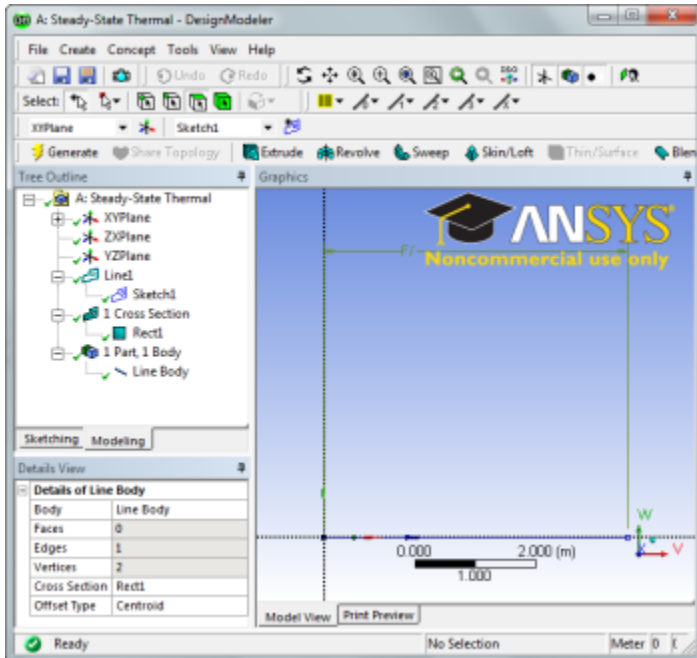 A: Steady-State Thermal - DesignModeler
File Create Concept Tools View Help
Undo Redo
Select:
XYPlane Sketch1
Generate Share Topology Extrude Revolve Sweep Skin/Loft Thin/Surface Blen
Tree Outline
A: Steady-State Thermal
XYPlane
ZXPlane
YZPlane
Line1
Sketch1
1 Cross Section
Rect1
1 Part, 1 Body
Line Body
Sketching Modeling
Details View
Details of Line Body
Body Line Body
Faces 0
Edges 1
Vertices 2
Cross Section Rect1
Offset Type Centroid
Graphics
ANSYS
Noncommercial use only
W
V
0.000 2.000 (m)
1.000
Model View Print Preview
Ready No Selection Meter 0